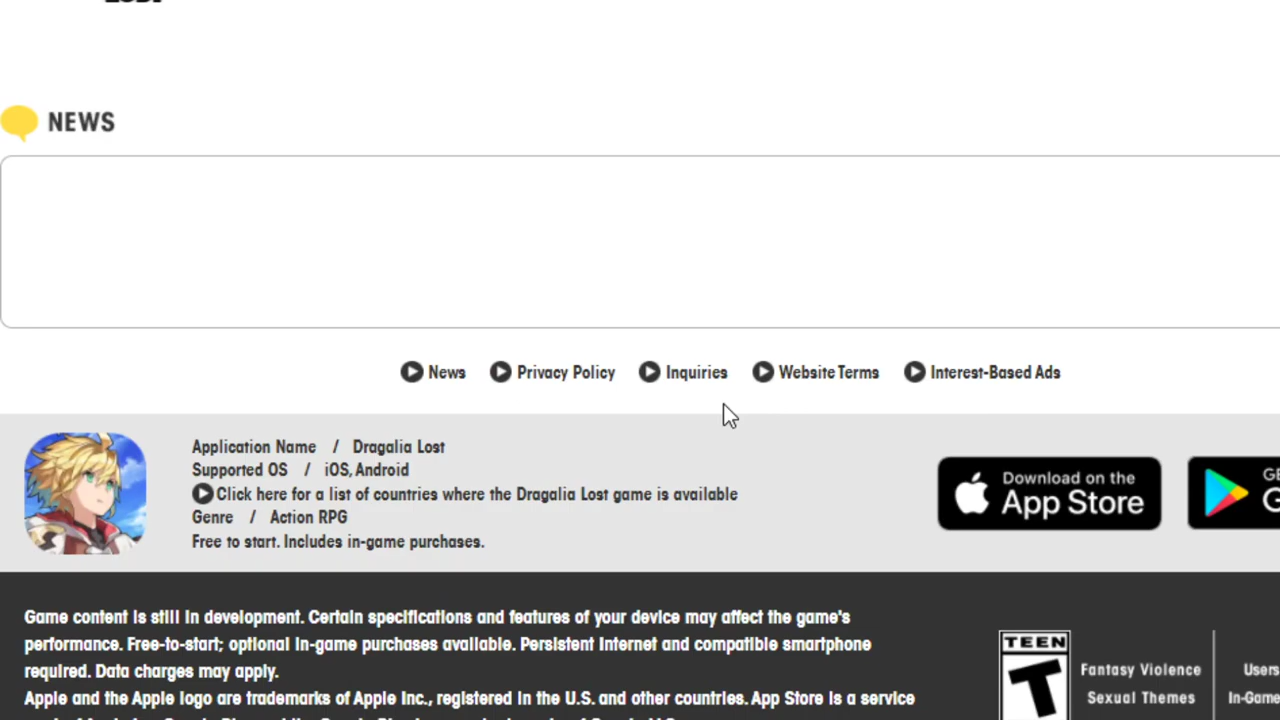 NEWS
News Privacy Policy Inquiries Website Terms Interest-Based Ads
Application Name / Dragalia Lost
Supported OS / iOS, Android
Click here for a list of countries where the Dragalia Lost game is available
Genre / Action RPG
Free to start. Includes in-game purchases.
Download on the
App Store
GE
G
Game content is still in development. Certain specifications and features of your device may affect the game's
performance. Free-to-start; optional in-game purchases available. Persistent Internet and compatible smartphone
required. Data charges may apply.
Apple and the Apple logo are trademarks of Apple Inc., registered in the U.S. and other countries. App Store is a service
TEEN
T
Fantasy Violence
Sexual Themes
Users
In-Game